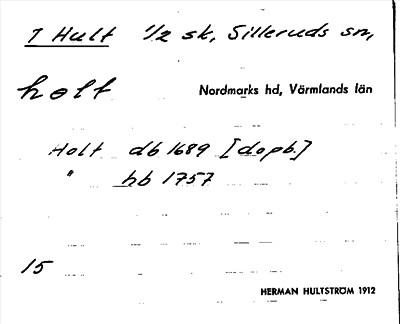 7 Hult 1/2 sk, Silleruds sn,
holt Nordmarks hd, Värmlands län
Holt db 1689 [dopb.]
" hb 1757
15
HERMAN HULTSTRÖM 1912